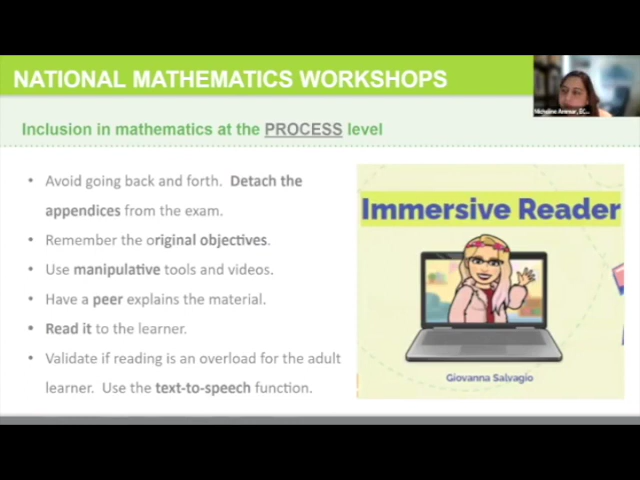 NATIONAL MATHEMATICS WORKSHOPS
Inclusion in mathematics at the PROCESS level
• Avoid going back and forth. Detach the
appendices from the exam.
• Remember the original objectives.
• Use manipulative tools and videos.
• Have a peer explains the material.
• Read it to the learner.
• Validate if reading is an overload for the adult
learner. Use the text-to-speech function.
Immersive Reader
Giovanna Salvagio